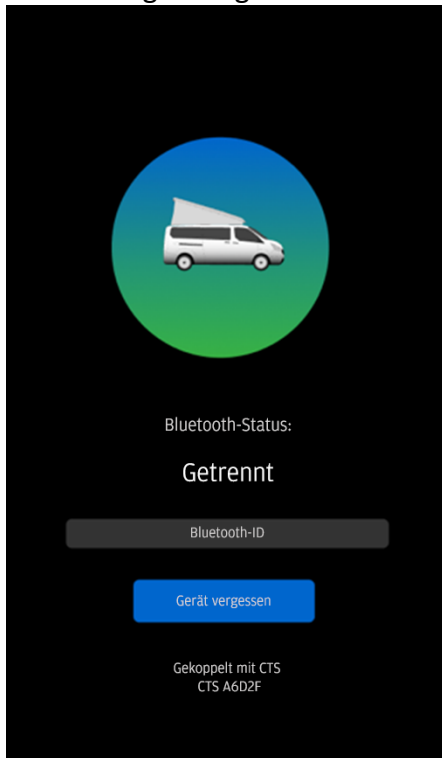 Bluetooth-Status:
Getrennt
Bluetooth-ID
Gerät vergessen
Gekoppelt mit CTS
CTS A6D2F